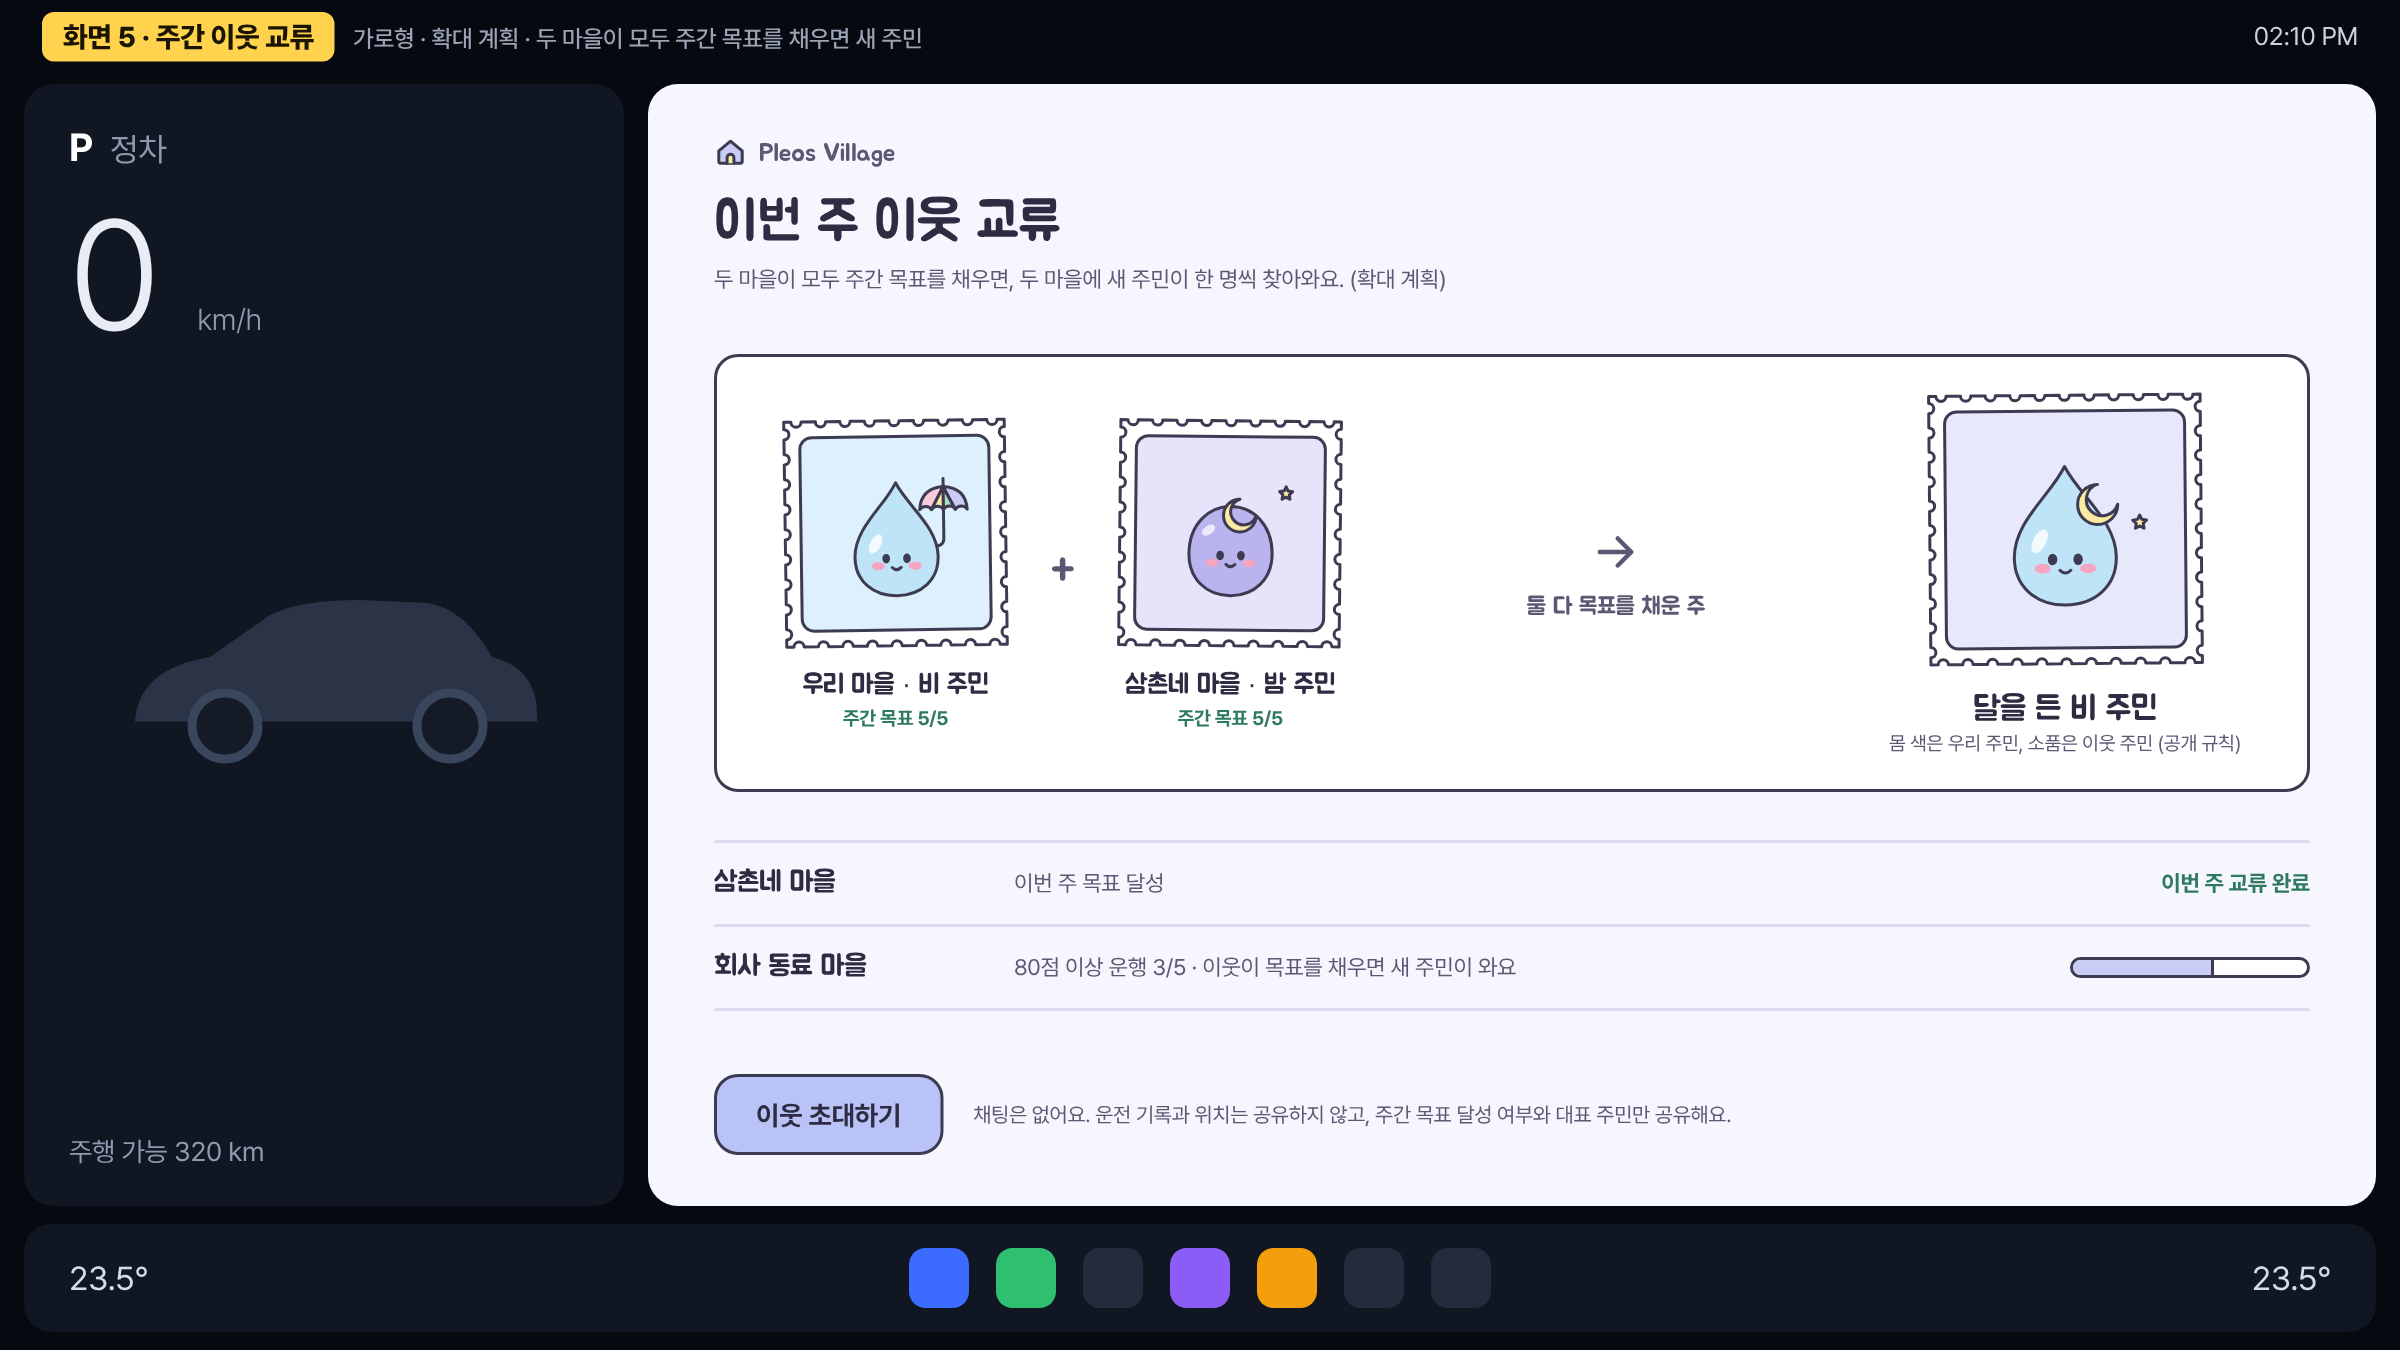 화면 5 · 주간 이웃 교류
가로형 · 확대 계획 · 두 마을이 모두 주간 목표를 채우면 새 주민
02:10 PM
P 정차
0 km/h
주행 가능 320 km
Pleos Village
이번 주 이웃 교류
두 마을이 모두 주간 목표를 채우면, 두 마을에 새 주민이 한 명씩 찾아와요. (확대 계획)
우리 마을 · 비 주민
주간 목표 5/5
+
삼촌네 마을 · 밤 주민
주간 목표 5/5
→
둘 다 목표를 채운 주
달을 든 비 주민
몸 색은 우리 주민, 소품은 이웃 주민 (공개 규칙)
삼촌네 마을
이번 주 목표 달성
이번 주 교류 완료
회사 동료 마을
80점 이상 운행 3/5 · 이웃이 목표를 채우면 새 주민이 와요
이웃 초대하기
채팅은 없어요. 운전 기록과 위치는 공유하지 않고, 주간 목표 달성 여부와 대표 주민만 공유해요.
23.5°
23.5°